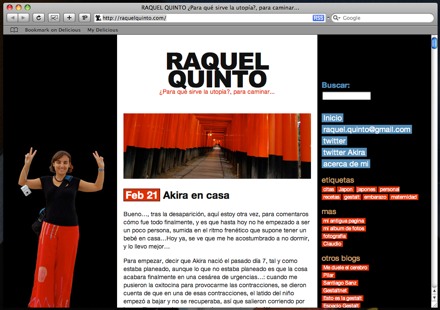 RAQUEL QUINTO ¿Para qué sirve la utopía?, para caminar...
http://raquelquinto.com/
RSS
Google
Bookmark on Delicious
My Delicious
RAQUEL
QUINTO
¿Para qué sirve la utopia?, para caminar...
Feb 21 Akira en casa
Bueno..., tras la desaparición, aquí estoy otra vez, para comentaros
cómo fue todo finalmente, y es que hasta hoy no he empezado a ser
un poco persona, sumida en el ritmo frenético que supone tener un
bebé en casa...Hoy ya, se ve que me he acostumbrado a no dormir,
y lo llevo mejor...
Para empezar, decir que Akira nació el pasado día 7, tal y como
estaba planeado, aunque lo que no estaba planeado es que la cosa
acabara finalmente en una cesárea de urgencias...: cuando me
pusieron la oxitocina para provocarme las contracciones, se dieron
cuenta de que en una de esas contracciones, el latido del niño
empezó a bajar y no se recuperaba, así que salieron corriendo por
Buscar:
Inicio
raquel.quinto@gmail.com
twitter
twitter Akira
acerca de mi
etiquetas
citas Japon japones personal
recetas gestalt embarazo maternidad
mas
mi antigua pagina
mi album de fotos
fotografia
Claudio
otros blogs
Me duele el cerebro
Pilar
Santiago Sanz
Gestaltnet
Esto es la gestalt
Espacio Gestalt